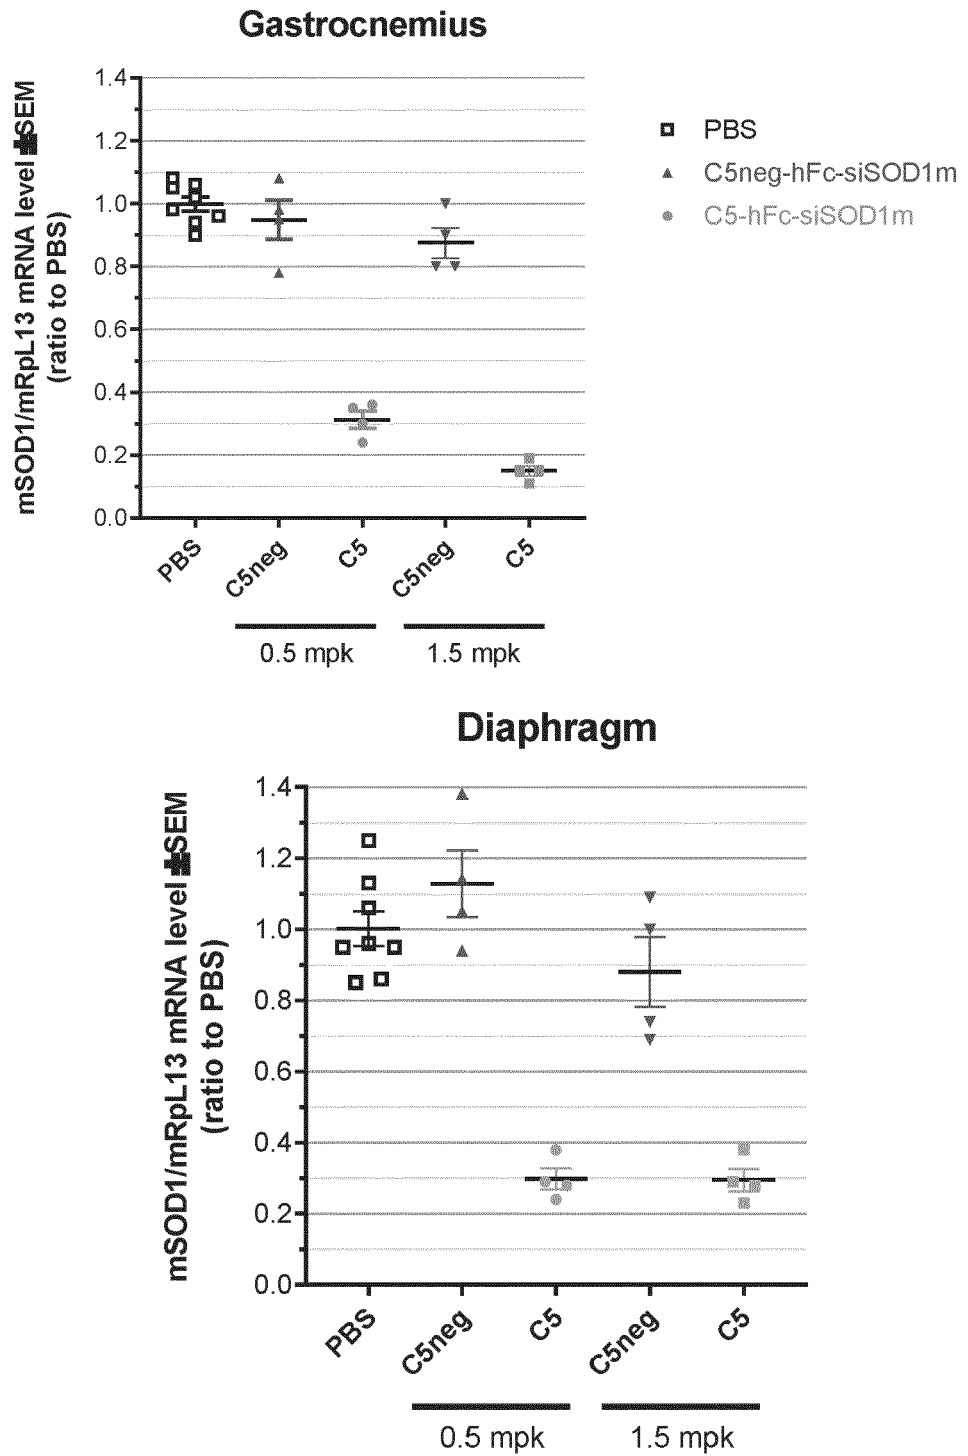 Gastrocnemius
mSOD1/mRpL13 mRNA level ±SEM
(ratio to PBS)
1.4
1.2
1.0
0.8
0.6
0.4
0.2
0.0
PBS
C5neg
C5
C5neg
C5
0.5 mpk
1.5 mpk
PBS
C5neg-hFc-siSOD1m
C5-hFc-siSOD1m
Diaphragm
mSOD1/mRpL13 mRNA level ±SEM
(ratio to PBS)
1.4
1.2
1.0
0.8
0.6
0.4
0.2
0.0
PBS
C5neg
C5
C5neg
C5
0.5 mpk
1.5 mpk